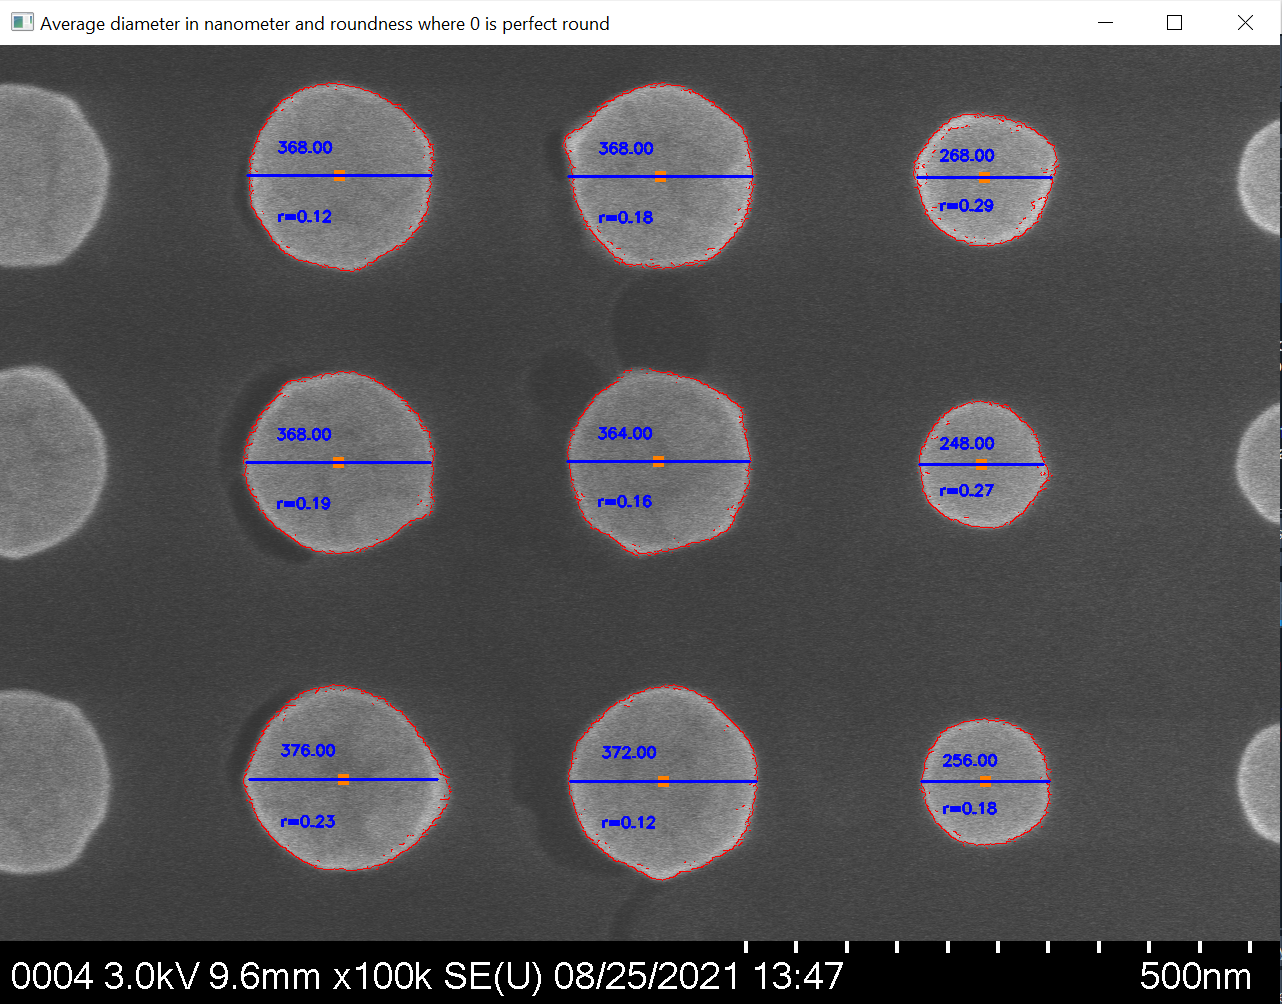 Average diameter in nanometer and roundness where 0 is perfect round
368.00
r=0.12
368.00
r=0.18
268.00
r=0.29
368.00
r=0.19
364.00
r=0.16
248.00
r=0.27
376.00
r=0.23
372.00
r=0.12
256.00
r=0.18
0004 3.0kV 9.6mm x100k SE(U) 08/25/2021 13:47
500nm